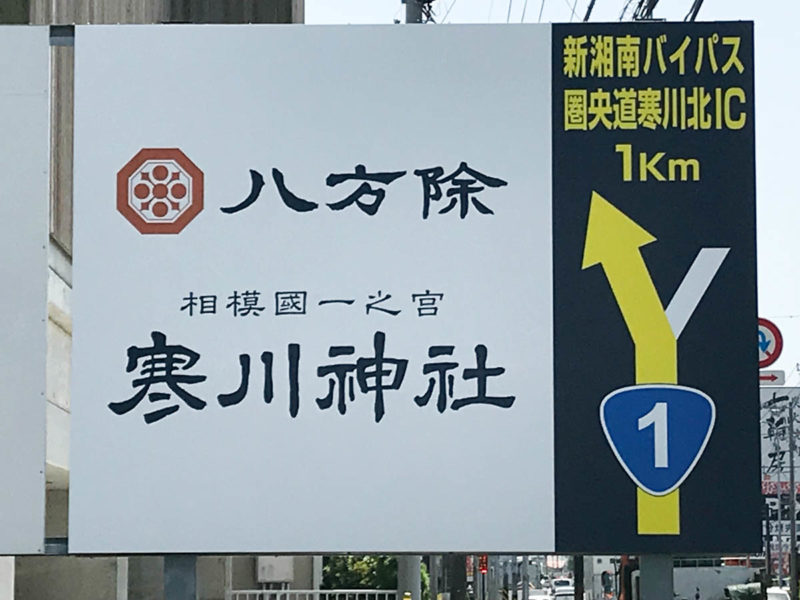 八方除
相模國一之宮
寒川神社
新湘南バイパス
圏央道寒川北IC
1Km
1